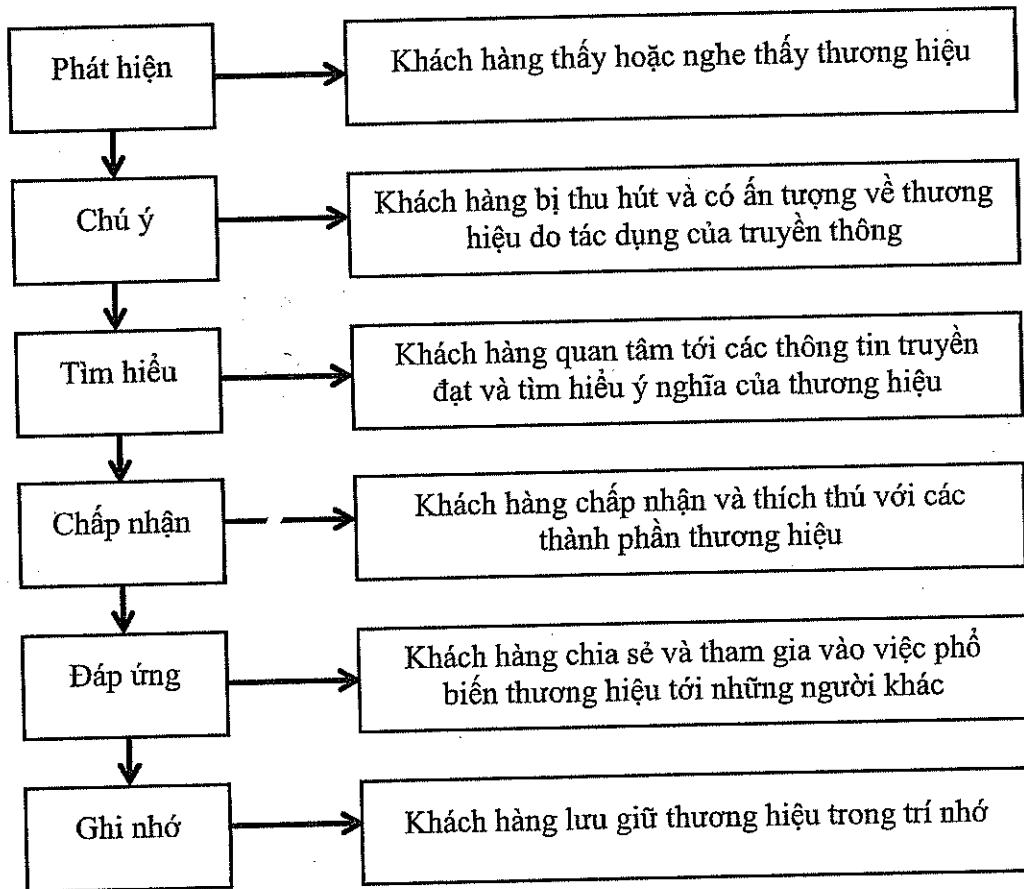 Phát hiện
Khách hàng thấy hoặc nghe thấy thương hiệu
Chú ý
Khách hàng bị thu hút và có ấn tượng về thương
hiệu do tác dụng của truyền thông
Tìm hiểu
Khách hàng quan tâm tới các thông tin truyền
đạt và tìm hiểu ý nghĩa của thương hiệu
Chấp nhận
Khách hàng chấp nhận và thích thú với các
thành phần thương hiệu
Đáp ứng
Khách hàng chia sẻ và tham gia vào việc phổ
biến thương hiệu tới những người khác
Ghi nhớ
Khách hàng lưu giữ thương hiệu trong trí nhớ